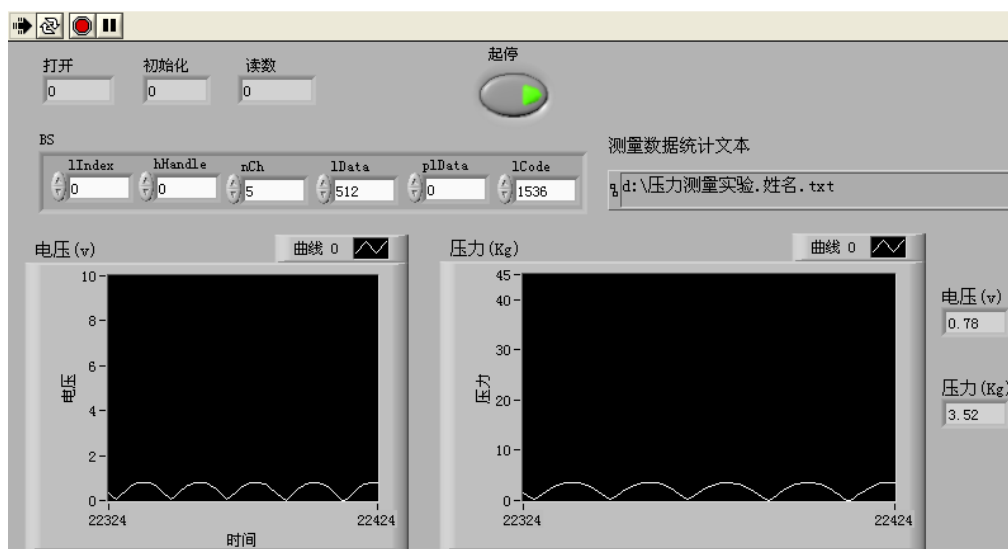 起停
打开 初始化 读数
0 0 0
BS
lIndex hHandle nCh lData plData lCode
0 0 5 512 0 1536
测量数据统计文本
d:\压力测量实验.姓名.txt
电压(v) 曲线 0
10
8
6
4
2
0
电压
22324 22424
时间
压力(Kg) 曲线 0
45
40
30
20
10
0
压力
22324 22424
电压(v)
0.78
压力(Kg)
3.52